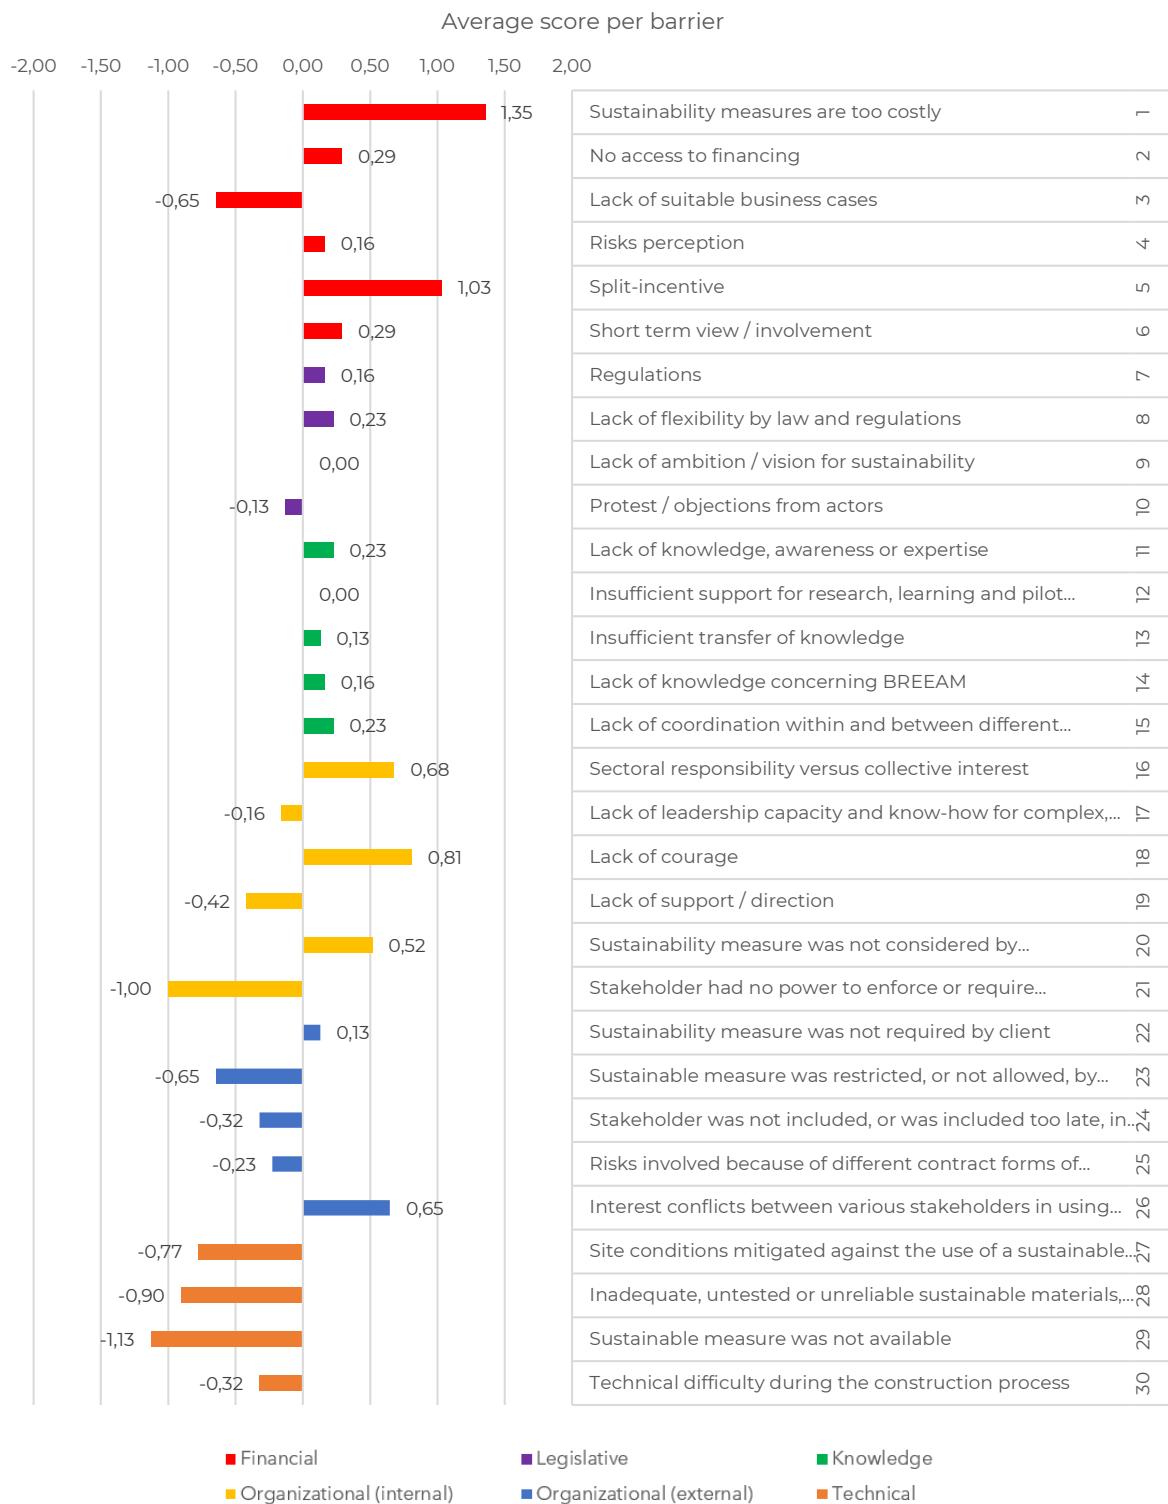 Average score per barrier
-2,00 -1,50 -1,00 -0,50 0,00 0,50 1,00 1,50 2,00
1,35 Sustainability measures are too costly 1
0,29 No access to financing 2
-0,65 Lack of suitable business cases 3
0,16 Risks perception 4
1,03 Split-incentive 5
0,29 Short term view / involvement 6
0,16 Regulations 7
0,23 Lack of flexibility by law and regulations 8
0,00 Lack of ambition / vision for sustainability 9
-0,13 Protest / objections from actors 10
0,23 Lack of knowledge, awareness or expertise 11
0,00 Insufficient support for research, learning and pilot... 12
0,13 Insufficient transfer of knowledge 13
0,16 Lack of knowledge concerning BREEAM 14
0,23 Lack of coordination within and between different... 15
0,68 Sectoral responsibility versus collective interest 16
-0,16 Lack of leadership capacity and know-how for complex,... 17
0,81 Lack of courage 18
-0,42 Lack of support / direction 19
0,52 Sustainability measure was not considered by... 20
-1,00 Stakeholder had no power to enforce or require... 21
0,13 Sustainability measure was not required by client 22
-0,65 Sustainable measure was restricted, or not allowed, by... 23
-0,32 Stakeholder was not included, or was included too late, in... 24
-0,23 Risks involved because of different contract forms of... 25
0,65 Interest conflicts between various stakeholders in using... 26
-0,77 Site conditions mitigated against the use of a sustainable... 27
-0,90 Inadequate, untested or unreliable sustainable materials,... 28
-1,13 Sustainable measure was not available 29
-0,32 Technical difficulty during the construction process 30
Financial Legislative Knowledge
Organizational (internal) Organizational (external) Technical